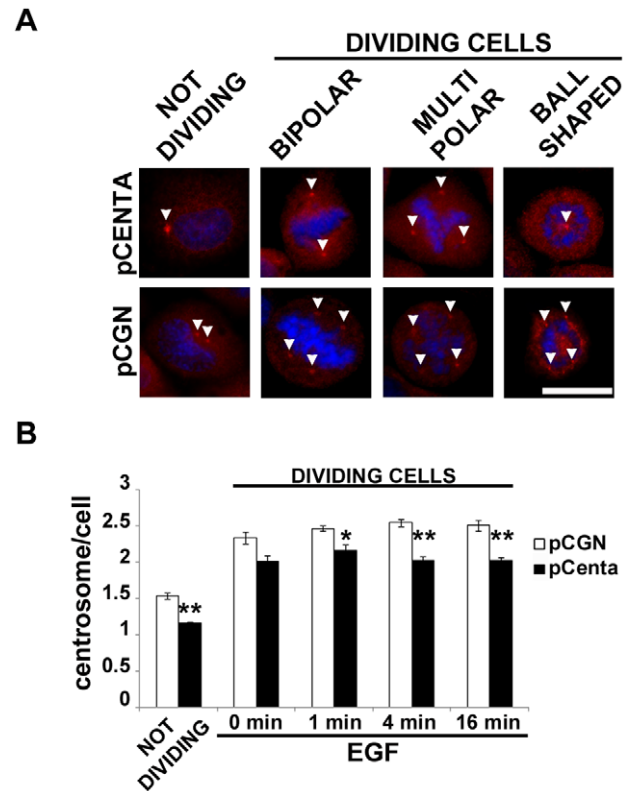 A
DIVIDING CELLS
NOT
DIVIDING
BIPOLAR
MULTI
POLAR
BALL
SHAPED
pCENTA
pCGN
B
DIVIDING CELLS
centrosome/cell
3
2.5
2
1.5
1
0.5
0
**
*
**
**
pCGN
pCenta
NOT
DIVIDING
0 min
1 min
4 min
16 min
EGF